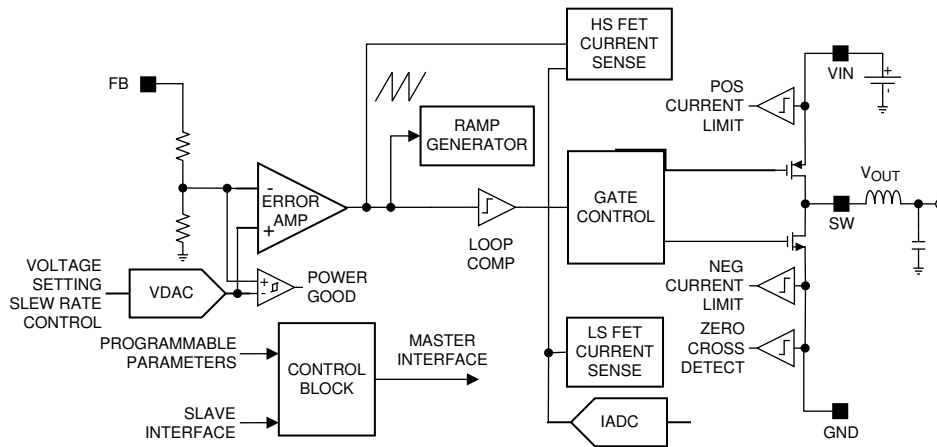 HS FET
CURRENT
SENSE
VIN
+
-
FB
POS
CURRENT
LIMIT
RAMP
GENERATOR
VOUT
-
ERROR
AMP
+
GATE
CONTROL
SW
LOOP
COMP
VOLTAGE
SETTING
SLEW RATE
CONTROL
VDAC
+
-
POWER
GOOD
NEG
CURRENT
LIMIT
PROGRAMMABLE
PARAMETERS
CONTROL
BLOCK
MASTER
INTERFACE
LS FET
CURRENT
SENSE
ZERO
CROSS
DETECT
SLAVE
INTERFACE
IADC
GND